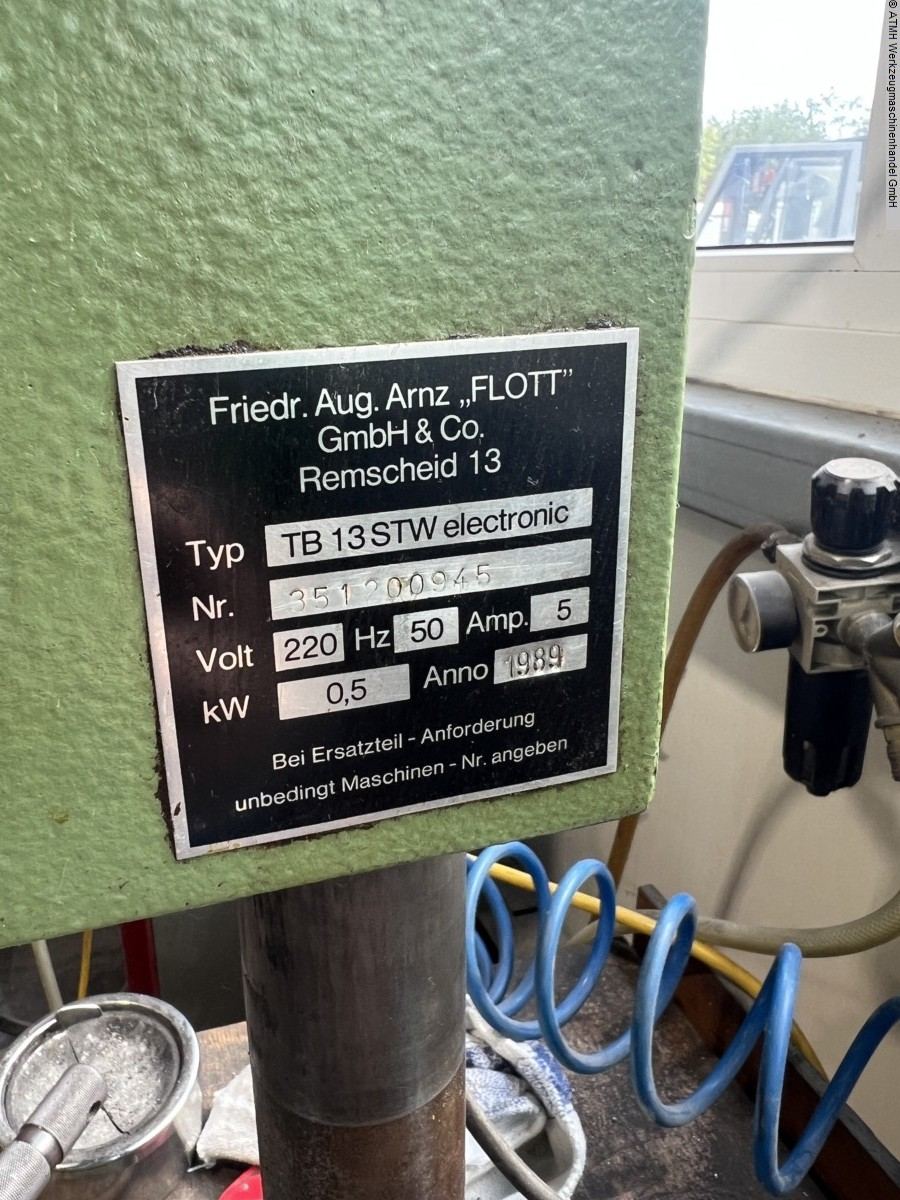 Friedr. Aug. Arnz „FLOTT”
GmbH & Co.
Remscheid 13
Typ TB 13 STW electronic
Nr. 351200945
Volt 220 Hz 50 Amp. 5
kW 0,5 Anno 1989
Bei Ersatzteil - Anforderung
unbedingt Maschinen - Nr. angeben
© ATMH Werkzeugmaschinenhandel GmbH